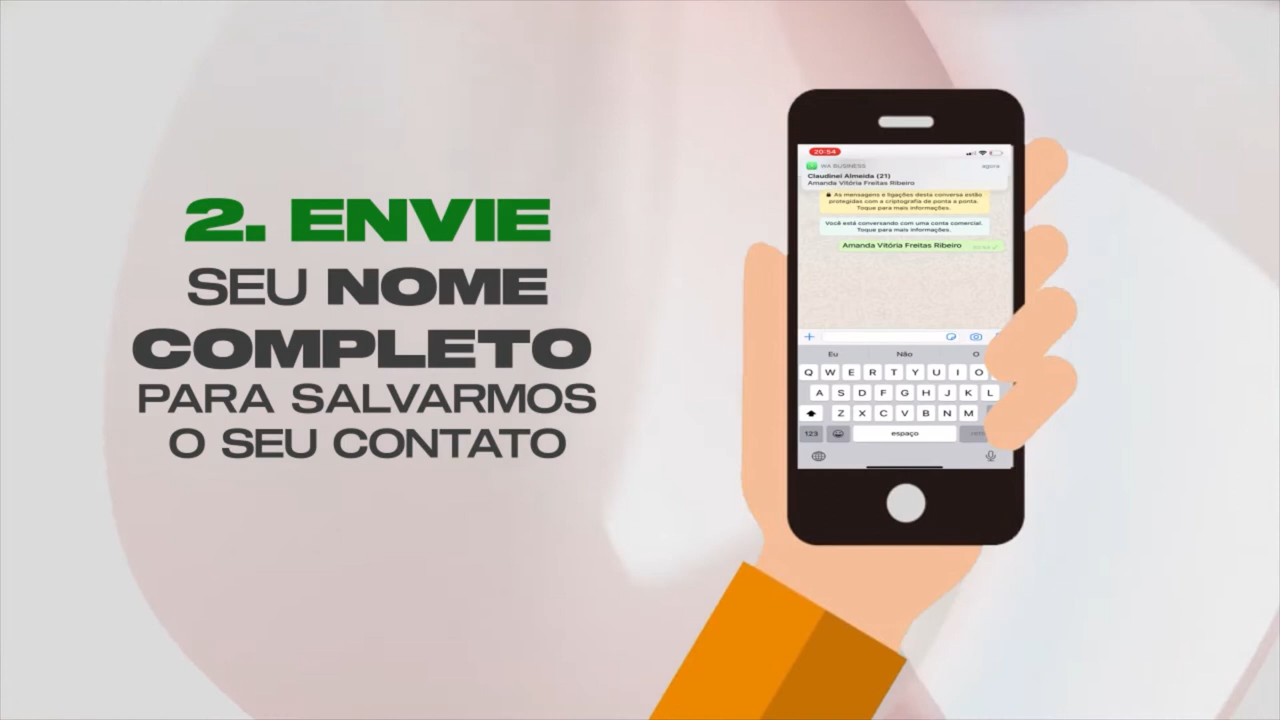 2. ENVIE
SEU NOME
COMPLETO
PARA SALVARMOS
O SEU CONTATO
20:54
WA BUSINESS
agora
Claudinei Almeida (21)
Amanda Vitória Freitas Ribeiro
As mensagens e ligações desta conversa estão
protegidas com a criptografia de ponta a ponta.
Toque para mais informações.
Você está conversando com uma conta comercial.
Toque para mais informações.
Amanda Vitória Freitas Ribeiro
Eu Não O
Q W E R T Y U I O
A S D F G H J K L
Z X C V B N M
123 espaço